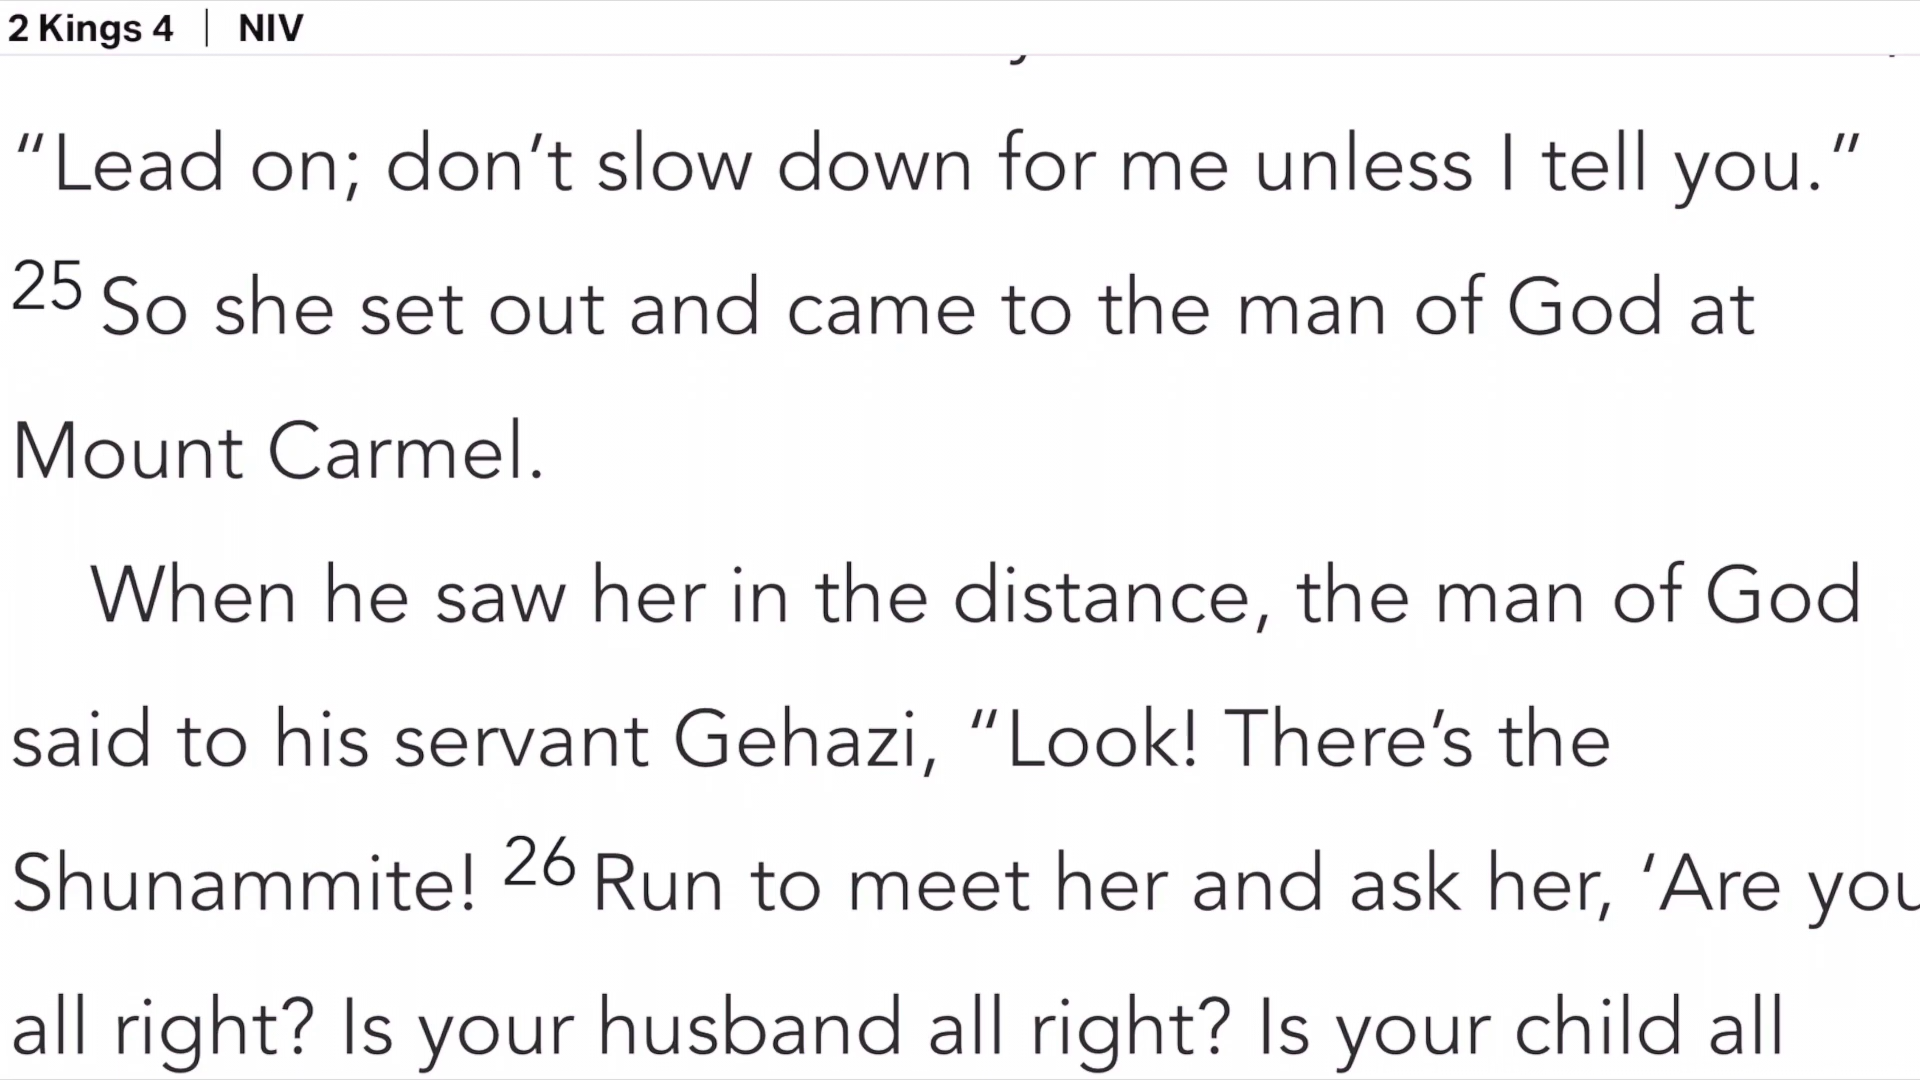 2 Kings 4 | NIV
“Lead on; don’t slow down for me unless I tell you.”
25 So she set out and came to the man of God at
Mount Carmel.
When he saw her in the distance, the man of God
said to his servant Gehazi, “Look! There’s the
Shunammite! 26 Run to meet her and ask her, ‘Are you
all right? Is your husband all right? Is your child all